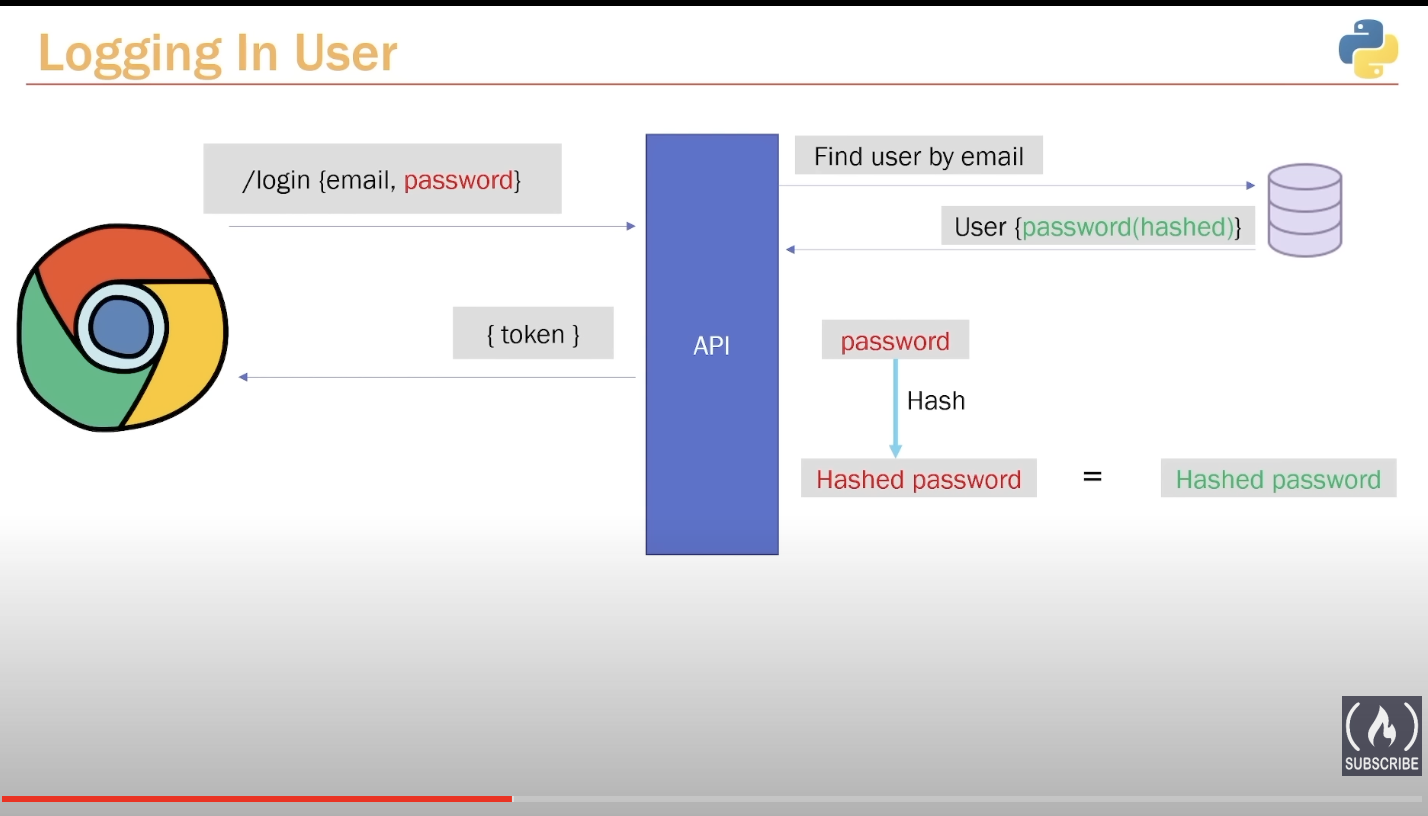 Logging In User
/login {email, password}
Find user by email
User {password(hashed)}
{ token }
API
password
Hash
Hashed password = Hashed password
SUBSCRIBE